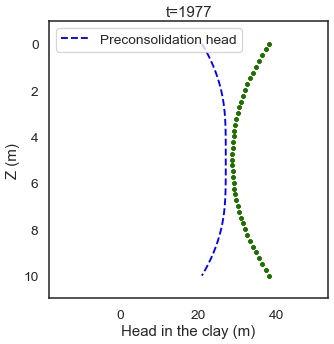 t=1977
Preconsolidation head
0
2
4
6
8
10
Z (m)
0
20
40
Head in the clay (m)